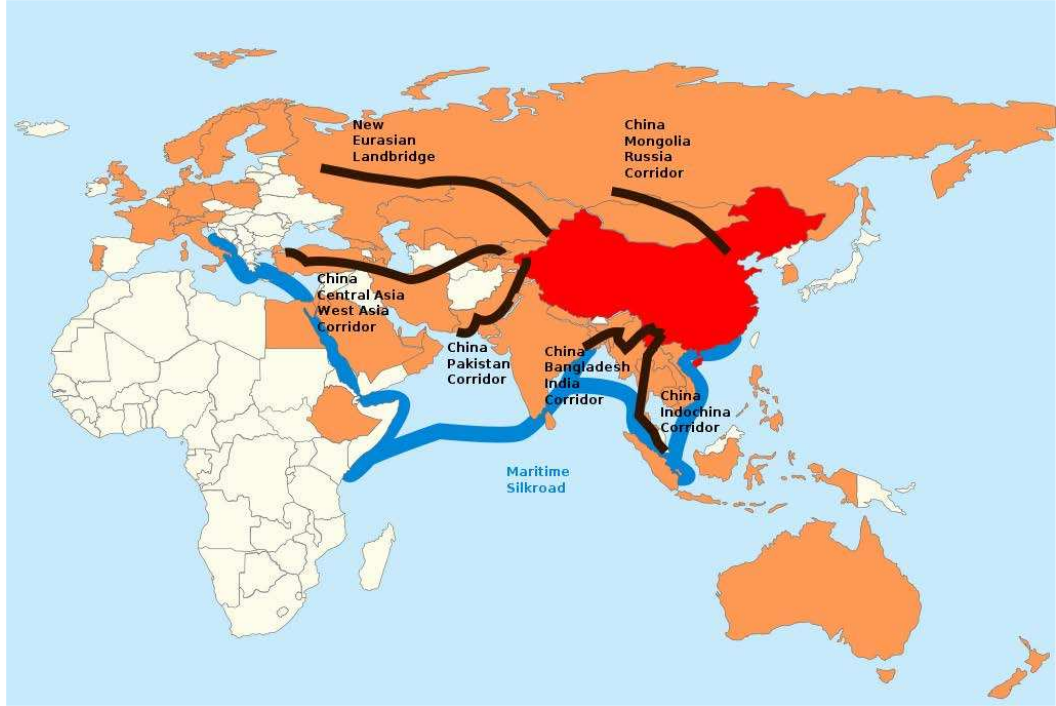 New
Eurasian
Landbridge
China
Mongolia
Russia
Corridor
China
Central Asia
West Asia
Corridor
China
Pakistan
Corridor
China
Bangladesh
India
Corridor
China
Indochina
Corridor
Maritime
Silkroad